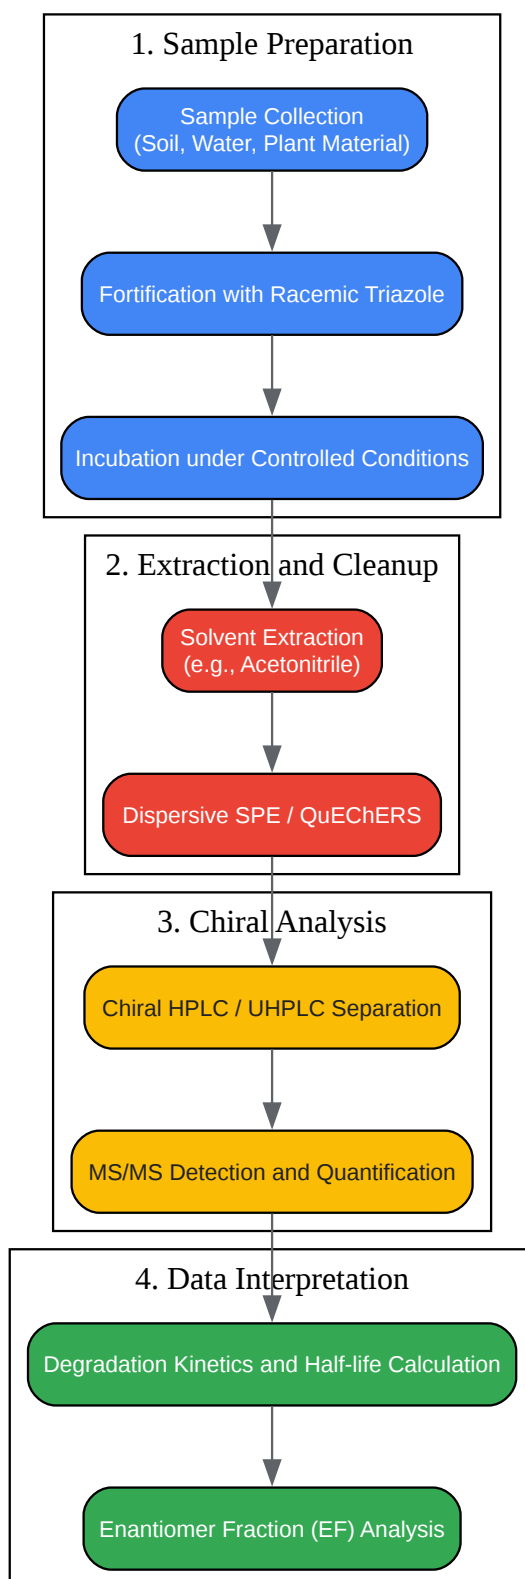 1. Sample Preparation
Sample Collection
(Soil, Water, Plant Material)
Fortification with Racemic Triazole
Incubation under Controlled Conditions
2. Extraction and Cleanup
Solvent Extraction
(e.g., Acetonitrile)
Dispersive SPE / QuEChERS
3. Chiral Analysis
Chiral HPLC / UHPLC Separation
MS/MS Detection and Quantification
4. Data Interpretation
Degradation Kinetics and Half-life Calculation
Enantiomer Fraction (EF) Analysis